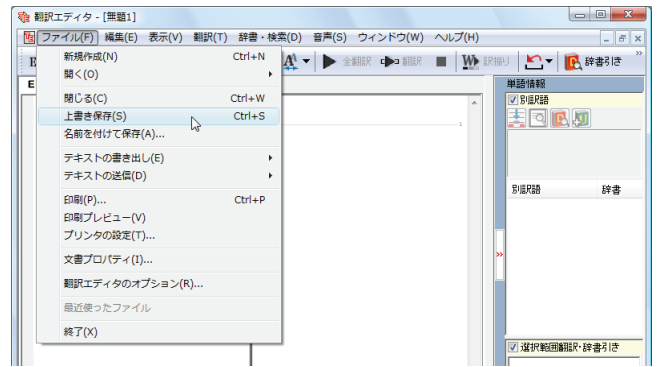 翻訳エディタ - [無題1]
ファイル(F) 編集(E) 表示(V) 翻訳(T) 辞書・検索(D) 音声(S) ウィンドウ(W) ヘルプ(H)
新規作成(N) Ctrl+N
開く(O)
閉じる(C) Ctrl+W
上書き保存(S) Ctrl+S
名前を付けて保存(A)...
テキストの書き出し(E)
テキストの送信(D)
印刷(P)... Ctrl+P
印刷プレビュー(V)
プリンタの設定(T)...
文書プロパティ(I)...
翻訳エディタのオプション(R)...
最近使ったファイル
終了(X)
全翻訳 翻訳 訳振り 辞書引き
単語情報
別訳語
別訳語 辞書
選択範囲翻訳・辞書引き